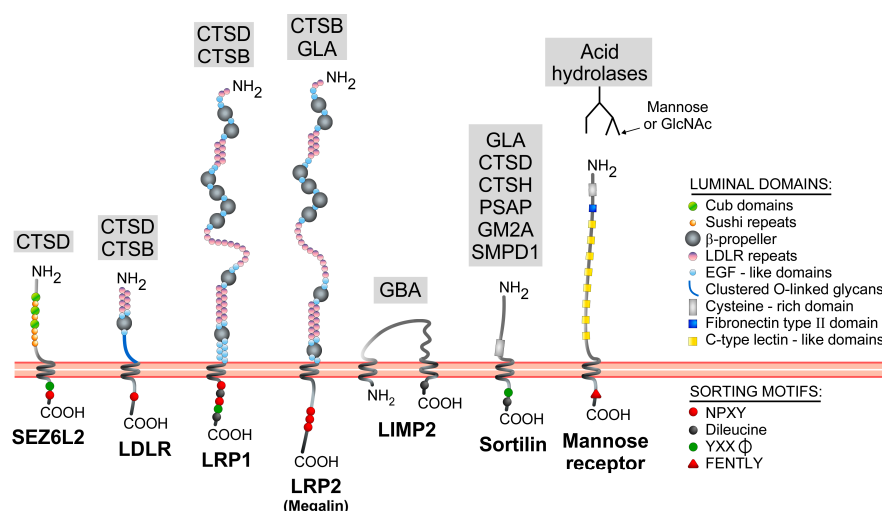 CTSD
CTSB
CTSB
GLA
Acid
hydrolases
Mannose
or GlcNAc
NH2
NH2
GLA
CTSD
CTSH
PSAP
GM2A
SMPD1
NH2
CTSD
CTSD
CTSB
NH2
NH2
GBA
NH2
LUMINAL DOMAINS:
Cub domains
Sushi repeats
β-propeller
LDLR repeats
EGF - like domains
Clustered O-linked glycans
Cysteine - rich domain
Fibronectin type II domain
C-type lectin - like domains
NH2
COOH
SEZ6L2
COOH
LDLR
COOH
LRP1
COOH
LRP2
(Megalin)
COOH
LIMP2
COOH
Sortilin
COOH
Mannose
receptor
SORTING MOTIFS:
NPXY
Dileucine
YXXΦ
FENTLY